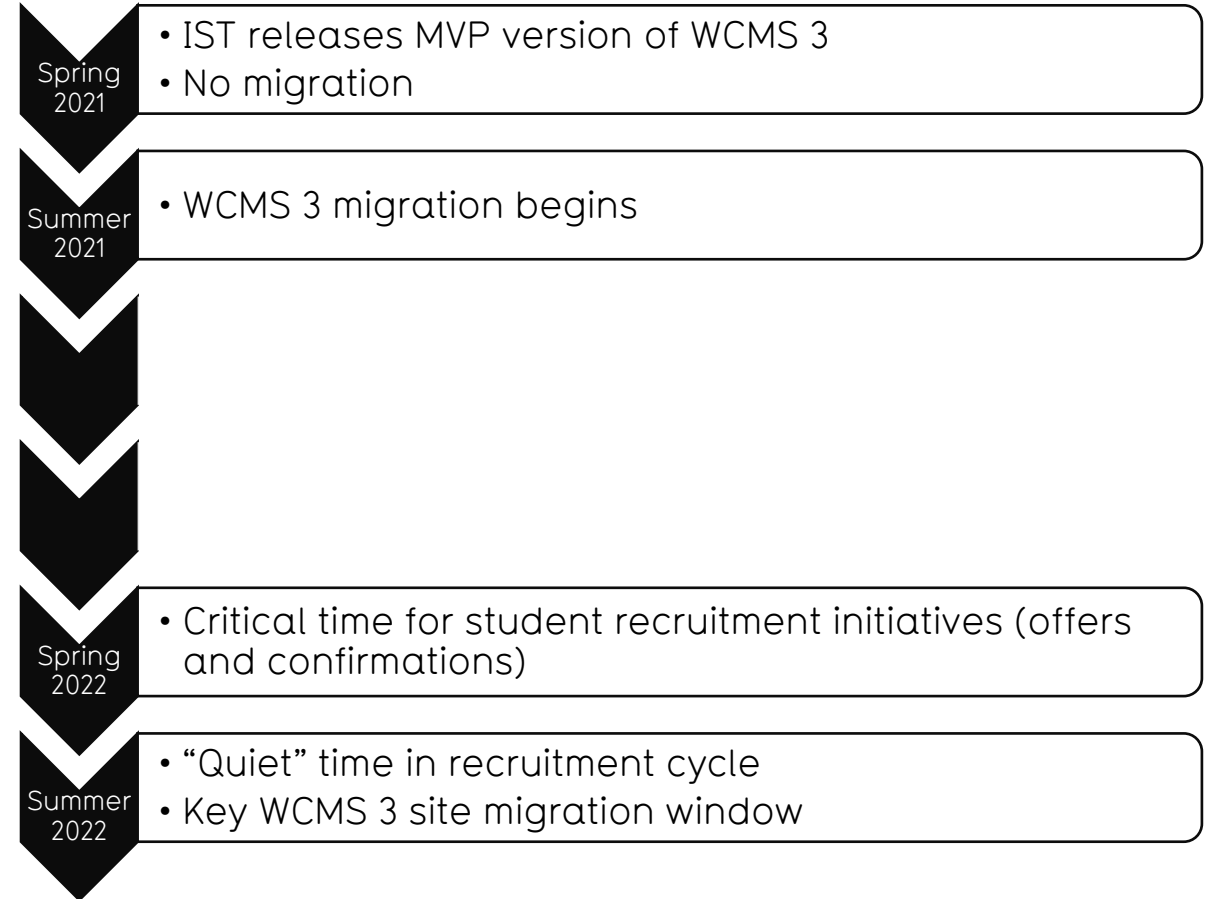 Spring
2021
• IST releases MVP version of WCMS 3
• No migration
Summer
2021
• WCMS 3 migration begins
Spring
2022
• Critical time for student recruitment initiatives (offers
and confirmations)
Summer
2022
• “Quiet” time in recruitment cycle
• Key WCMS 3 site migration window